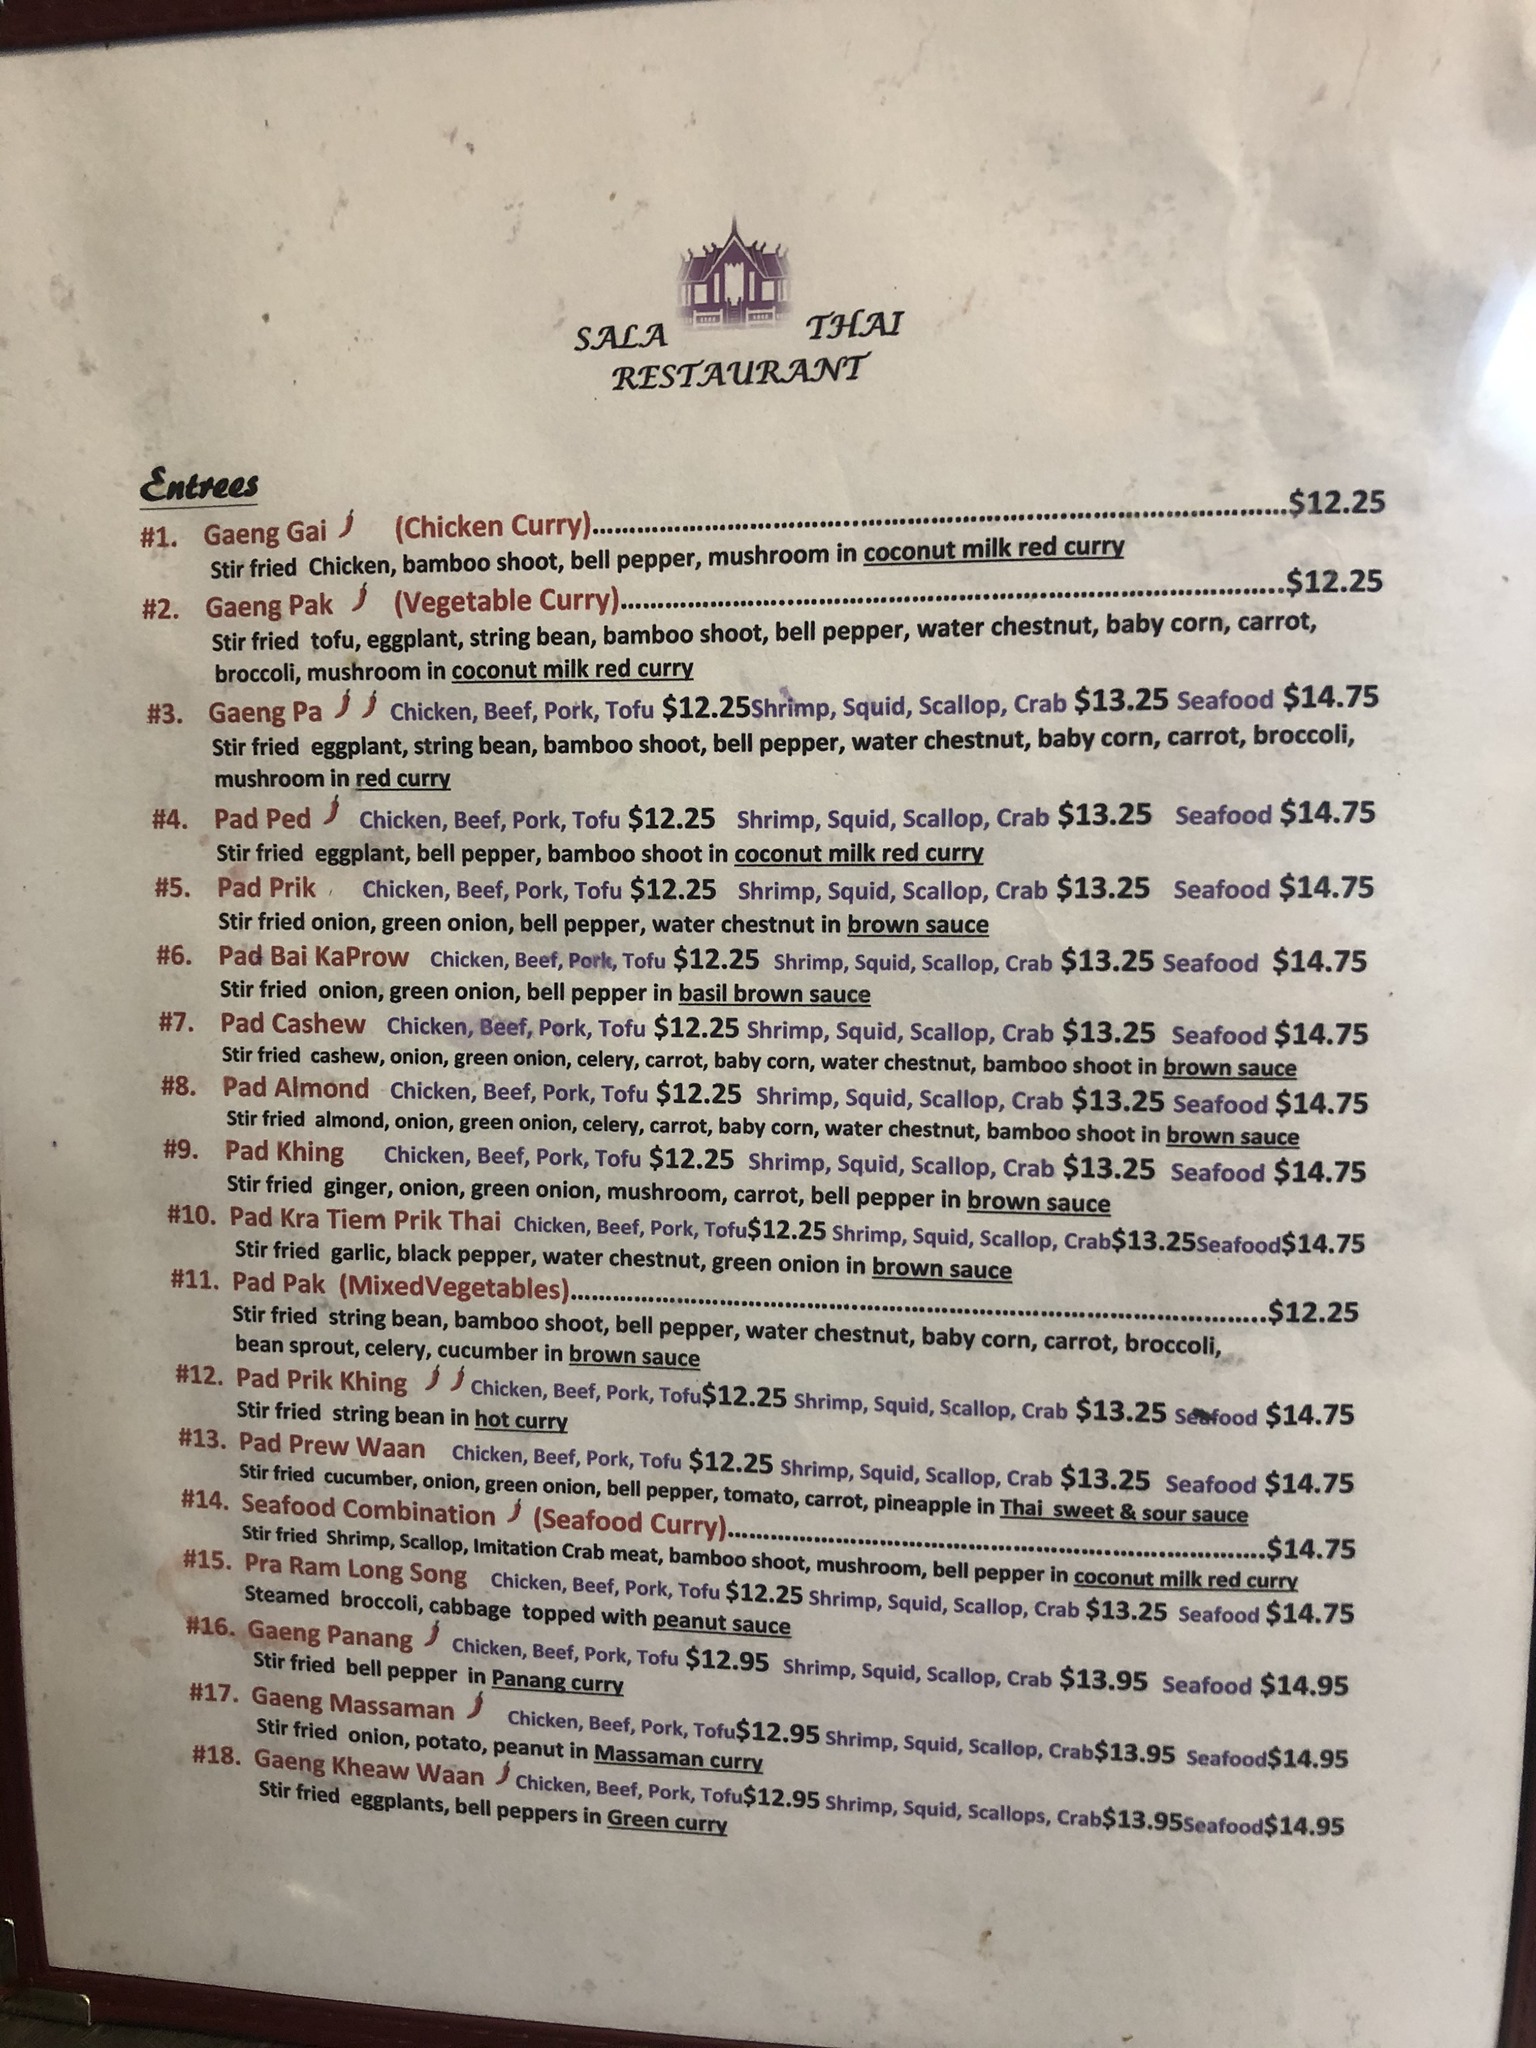 SALA THAI
RESTAURANT
Entrees
#1. Gaeng Gai (Chicken Curry)..........$12.25
Stir fried Chicken, bamboo shoot, bell pepper, mushroom in coconut milk red curry
#2. Gaeng Pak (Vegetable Curry)..........$12.25
Stir fried tofu, eggplant, string bean, bamboo shoot, bell pepper, water chestnut, baby corn, carrot,
broccoli, mushroom in coconut milk red curry
#3. Gaeng Pa Chicken, Beef, Pork, Tofu $12.25Shrimp, Squid, Scallop, Crab $13.25 Seafood $14.75
Stir fried eggplant, string bean, bamboo shoot, bell pepper, water chestnut, baby corn, carrot, broccoli,
mushroom in red curry
#4. Pad Ped Chicken, Beef, Pork, Tofu $12.25 Shrimp, Squid, Scallop, Crab $13.25 Seafood $14.75
Stir fried eggplant, bell pepper, bamboo shoot in coconut milk red curry
#5. Pad Prik Chicken, Beef, Pork, Tofu $12.25 Shrimp, Squid, Scallop, Crab $13.25 Seafood $14.75
Stir fried onion, green onion, bell pepper, water chestnut in brown sauce
#6. Pad Bai KaProw Chicken, Beef, Pork, Tofu $12.25 Shrimp, Squid, Scallop, Crab $13.25 Seafood $14.75
Stir fried onion, green onion, bell pepper in basil brown sauce
#7. Pad Cashew Chicken, Beef, Pork, Tofu $12.25 Shrimp, Squid, Scallop, Crab $13.25 Seafood $14.75
Stir fried cashew, onion, green onion, celery, carrot, baby corn, water chestnut, bamboo shoot in brown sauce
#8. Pad Almond Chicken, Beef, Pork, Tofu $12.25 Shrimp, Squid, Scallop, Crab $13.25 Seafood $14.75
Stir fried almond, onion, green onion, celery, carrot, baby corn, water chestnut, bamboo shoot in brown sauce
#9. Pad Khing Chicken, Beef, Pork, Tofu $12.25 Shrimp, Squid, Scallop, Crab $13.25 Seafood $14.75
Stir fried ginger, onion, green onion, mushroom, carrot, bell pepper in brown sauce
#10. Pad Kra Tiem Prik Thai Chicken, Beef, Pork, Tofu$12.25 Shrimp, Squid, Scallop, Crab$13.25Seafood$14.75
Stir fried garlic, black pepper, water chestnut, green onion in brown sauce
#11. Pad Pak (MixedVegetables)..........$12.25
Stir fried string bean, bamboo shoot, bell pepper, water chestnut, baby corn, carrot, broccoli,
bean sprout, celery, cucumber in brown sauce
#12. Pad Prik Khing Chicken, Beef, Pork, Tofu$12.25 Shrimp, Squid, Scallop, Crab $13.25 Seafood $14.75
Stir fried string bean in hot curry
#13. Pad Prew Waan Chicken, Beef, Pork, Tofu $12.25 Shrimp, Squid, Scallop, Crab $13.25 Seafood $14.75
Stir fried cucumber, onion, green onion, bell pepper, tomato, carrot, pineapple in Thai sweet & sour sauce
#14. Seafood Combination (Seafood Curry)..........$14.75
Stir fried Shrimp, Scallop, Imitation Crab meat, bamboo shoot, mushroom, bell pepper in coconut milk red curry
#15. Pra Ram Long Song Chicken, Beef, Pork, Tofu $12.25 Shrimp, Squid, Scallop, Crab $13.25 Seafood $14.75
Steamed broccoli, cabbage topped with peanut sauce
#16. Gaeng Panang Chicken, Beef, Pork, Tofu $12.95 Shrimp, Squid, Scallop, Crab $13.95 Seafood $14.95
Stir fried bell pepper in Panang curry
#17. Gaeng Massaman Chicken, Beef, Pork, Tofu$12.95 Shrimp, Squid, Scallop, Crab$13.95 Seafood$14.95
Stir fried onion, potato, peanut in Massaman curry
#18. Gaeng Kheaw Waan Chicken, Beef, Pork, Tofu$12.95 Shrimp, Squid, Scallops, Crab$13.95Seafood$14.95
Stir fried eggplants, bell peppers in Green curry